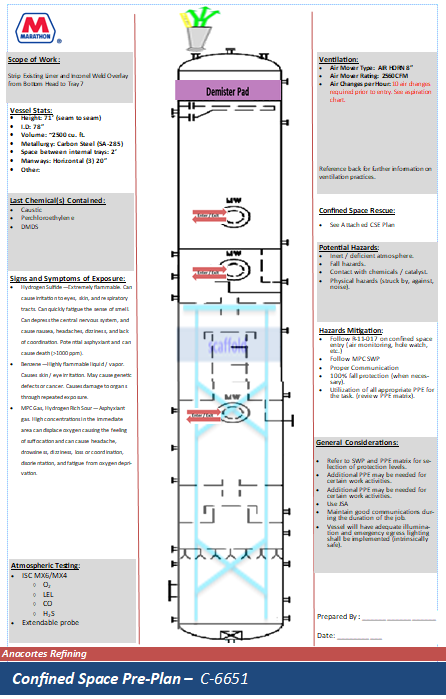 MARATHON
Scope of Work:
Strip Existing Liner and Inconel Weld Overlay
from Bottom Head to Tray 7
Vessel Stats:
• Height: 71' (seam to seam)
• I.D: 78"
• Volume: ~2500 cu. ft.
• Metallurgy: Carbon Steel (SA-285)
• Space between internal trays: 2'
• Manways: Horizontal (3) 20"
• Other:
Last Chemical(s) Contained:
• Caustic
• Perchloroethylene
• DMDS
Signs and Symptoms of Exposure:
• Hydrogen Sulfide —Extremely flammable. Can
cause irritation to eyes, skin, and respiratory
tracts. Can quickly fatigue the sense of smell.
Can depress the central nervous system, and
cause nausea, headaches, dizziness, and lack
of coordination. Potential asphyxiant and can
cause death (>1000 ppm).
• Benzene —Highly flammable liquid / vapor.
Causes skin / eye irritation. May cause genetic
defects or cancer. Causes damage to organs
through repeated exposure.
• MPC Gas, Hydrogen Rich Sour — Asphyxiant
gas. High concentrations in the immediate
area can displace oxygen causing the feeling
of suffocation and can cause headache,
drowsiness, dizziness, loss or coordination,
disorientation, and fatigue from oxygen depri-
vation.
Atmospheric Testing:
• ISC MX6/MX4
○ O₂
○ LEL
○ CO
○ H₂S
• Extendable probe
Demister Pad
MW
Enter / Exit
MW
Enter / Exit
Scaffold
MW
Enter / Exit
Ventilation:
• Air Mover Type: AIR HORN 8"
• Air Mover Rating: 2560CFM
• Air Changes per Hour: 10 air changes
required prior to entry. See aspiration
chart.
Reference back for further information on
ventilation practices.
Confined Space Rescue:
• See Attached CSE Plan
Potential Hazards:
• Inert / deficient atmosphere.
• Fall hazards.
• Contact with chemicals / catalyst.
• Physical hazards (struck by, against,
noise).
Hazards Mitigation:
• Follow R-11-017 on confined space
entry (air monitoring, hole watch,
etc.)
• Follow MPC SWP
• Proper Communication
• 100% fall protection (when neces-
sary).
• Utilization of all appropriate PPE for
the task. (review PPE matrix).
General Considerations:
• Refer to SWP and PPE matrix for se-
lection of protection levels.
• Additional PPE may be needed for
certain work activities.
• Additional PPE may be needed for
certain work activities.
• Use JSA
• Maintain good communications dur-
ing the duration of the job.
• Vessel will have adequate illumina-
tion and emergency egress lighting
shall be implemented (intrinsically
safe).
Prepared By :
Date:
Anacortes Refining
Confined Space Pre-Plan – C-6651